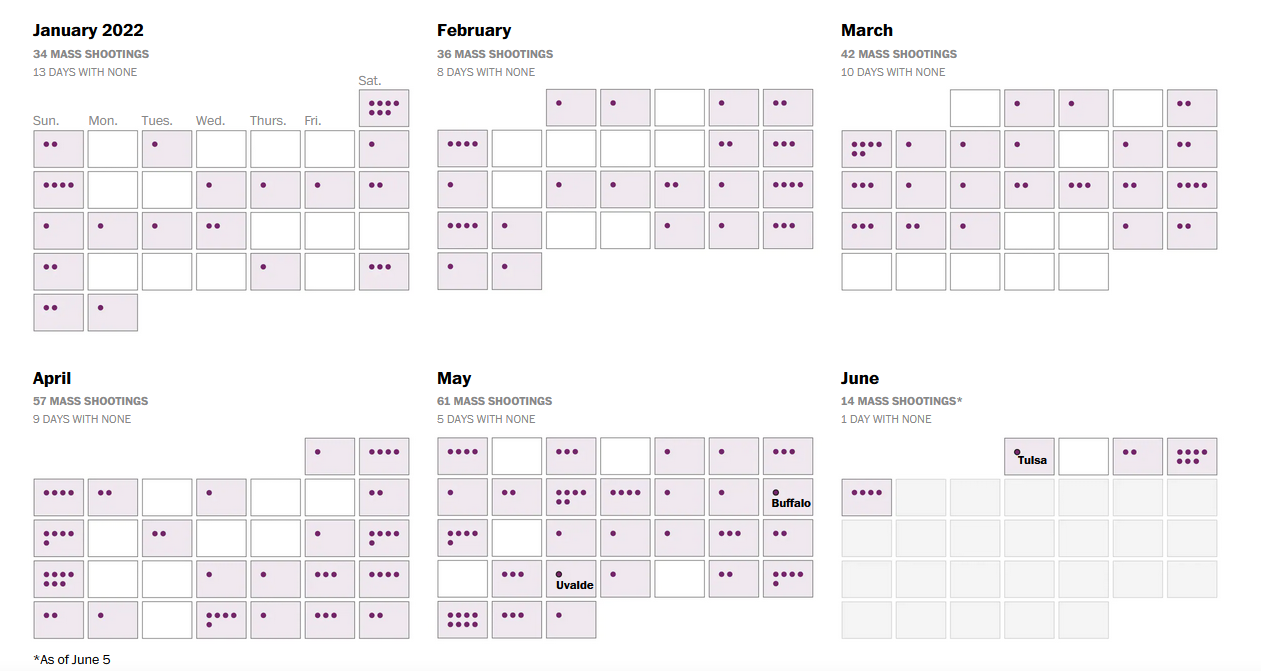 January 2022
34 MASS SHOOTINGS
13 DAYS WITH NONE
Sat.
Sun. Mon. Tues. Wed. Thurs. Fri.
February
36 MASS SHOOTINGS
8 DAYS WITH NONE
March
42 MASS SHOOTINGS
10 DAYS WITH NONE
April
57 MASS SHOOTINGS
9 DAYS WITH NONE
May
61 MASS SHOOTINGS
5 DAYS WITH NONE
Buffalo
Uvalde
June
14 MASS SHOOTINGS*
1 DAY WITH NONE
Tulsa
*As of June 5